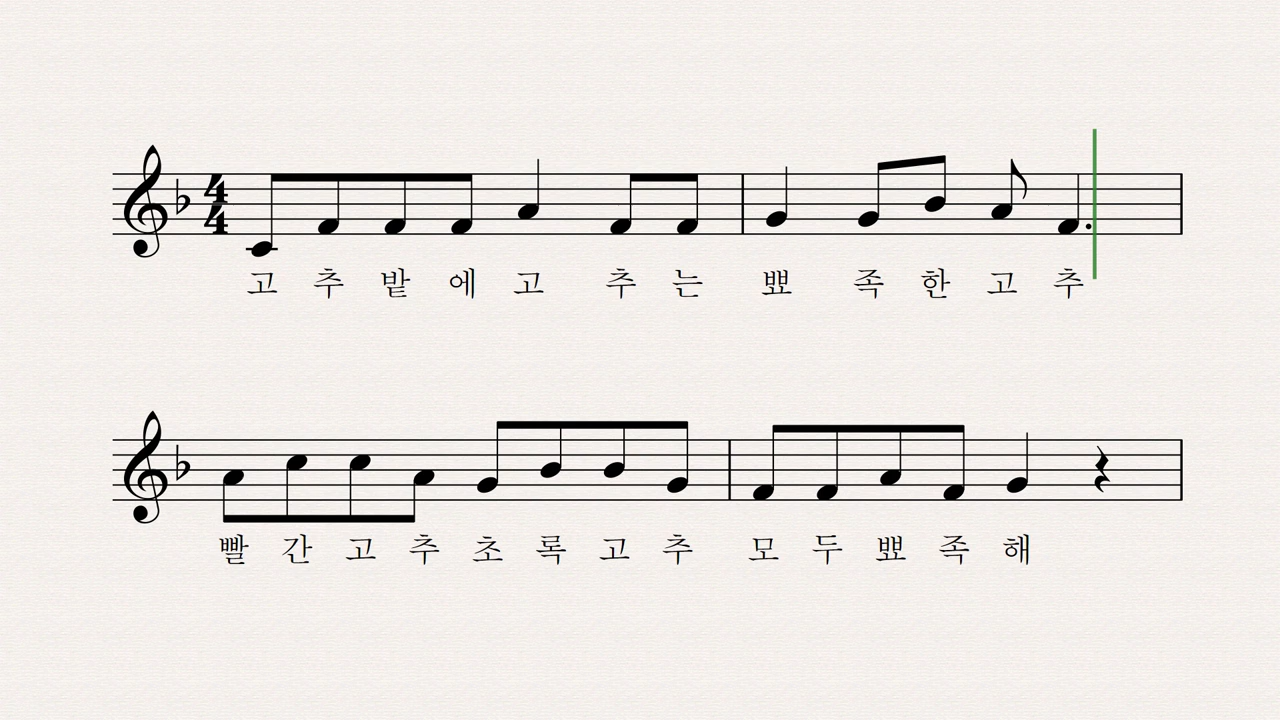 고 추 밭 에 고 추 는 뾰 족 한 고 추
빨 간 고 추 초 록 고 추 모 두 뾰 족 해